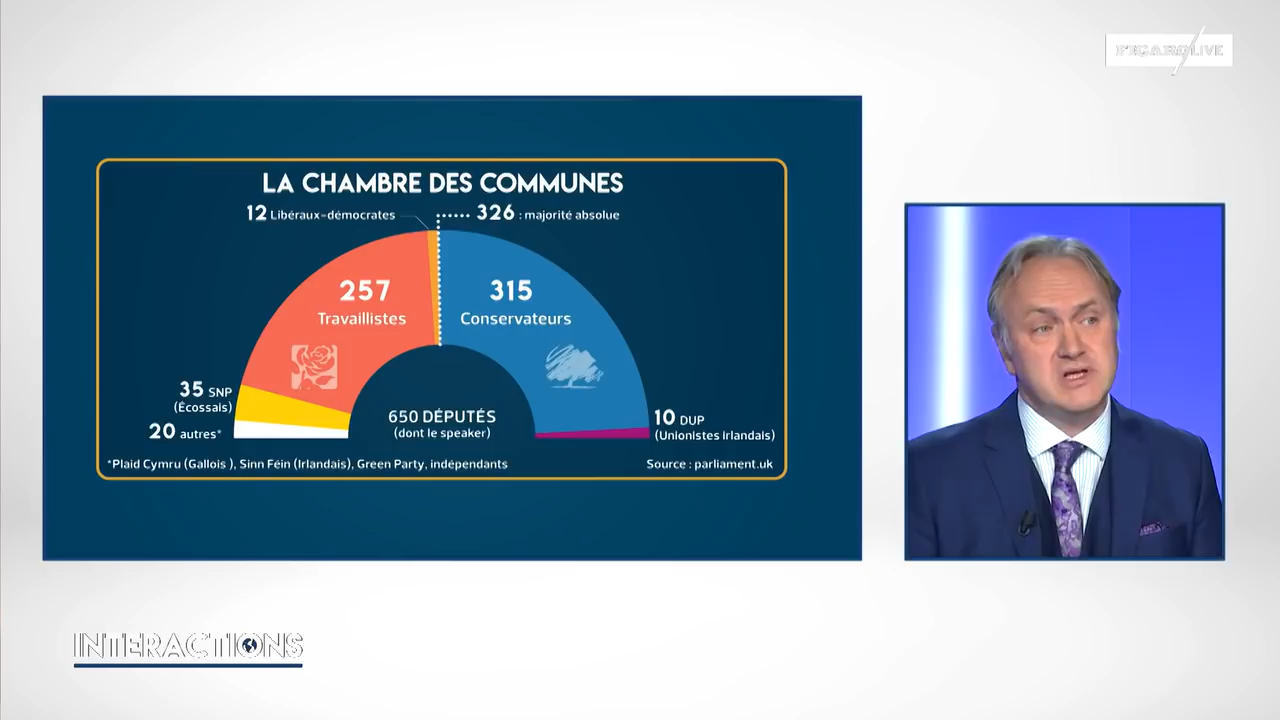 FIGARO LIVE
LA CHAMBRE DES COMMUNES
12 Libéraux-démocrates
326 : majorité absolue
257
Travaillistes
315
Conservateurs
35 SNP
(Écossais)
20 autres*
650 DÉPUTÉS
(dont le speaker)
10 DUP
(Unionistes irlandais)
*Plaid Cymru (Gallois ), Sinn Féin (Irlandais), Green Party, indépendants
Source : parliament.uk
INTERACTIONS